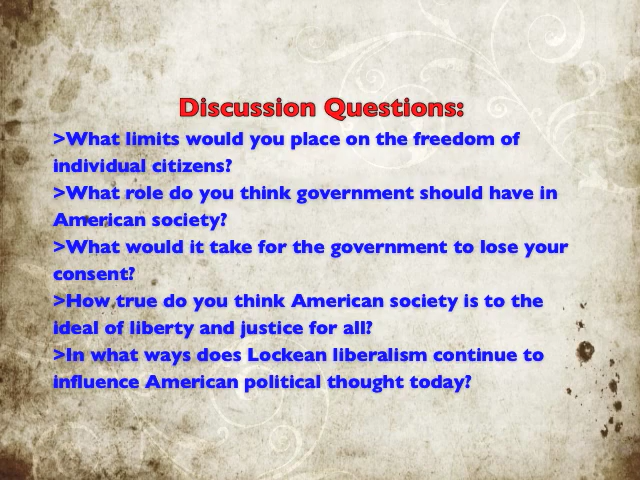 Discussion Questions:
>What limits would you place on the freedom of
individual citizens?
>What role do you think government should have in
American society?
>What would it take for the government to lose your
consent?
>How true do you think American society is to the
ideal of liberty and justice for all?
>In what ways does Lockean liberalism continue to
influence American political thought today?